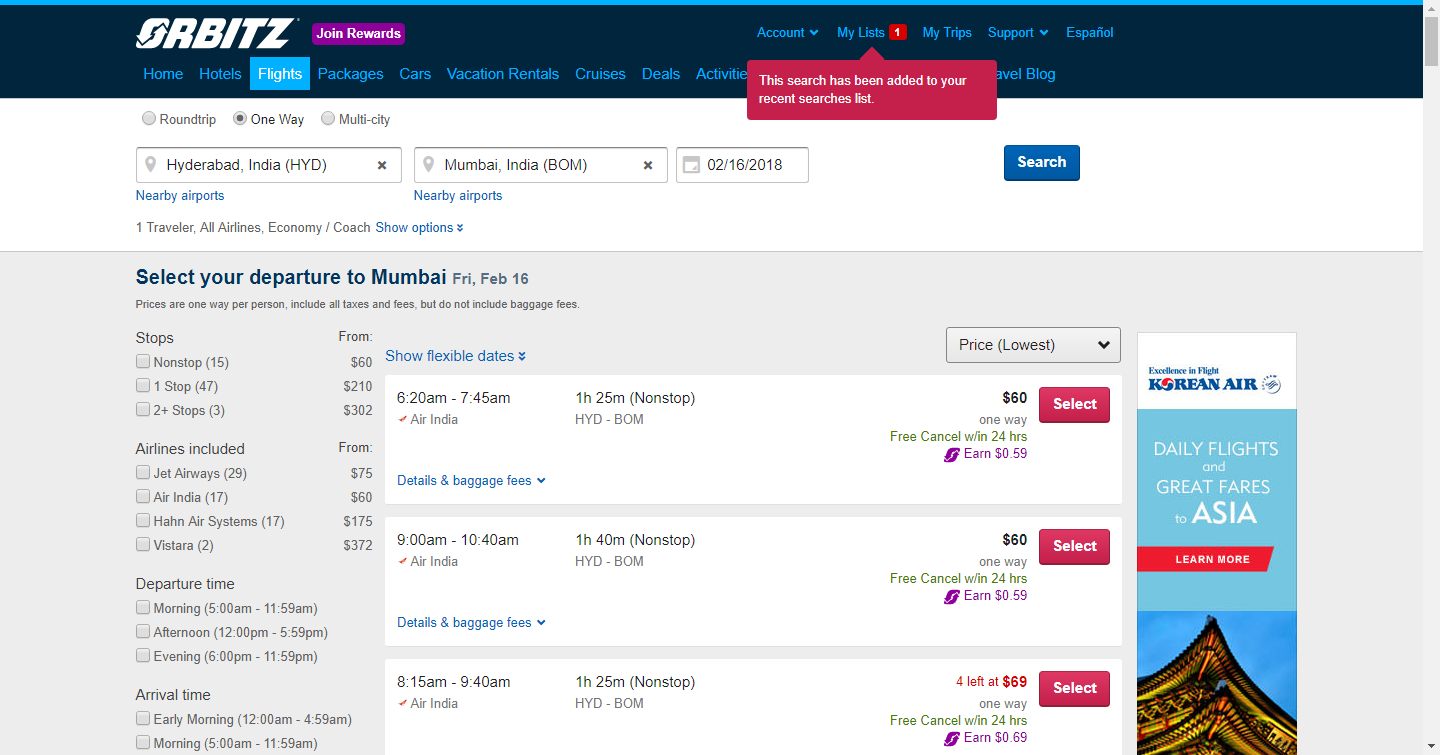 ORBITZ Join Rewards
Account My Lists 1 My Trips Support Español
Home Hotels Flights Packages Cars Vacation Rentals Cruises Deals Activitie avel Blog
This search has been added to your
recent searches list.
Roundtrip One Way Multi-city
Hyderabad, India (HYD) Mumbai, India (BOM) 02/16/2018 Search
Nearby airports Nearby airports
1 Traveler, All Airlines, Economy / Coach Show options
Select your departure to Mumbai Fri, Feb 16
Prices are one way per person, include all taxes and fees, but do not include baggage fees.
Stops From:
Nonstop (15) $60
1 Stop (47) $210
2+ Stops (3) $302
Airlines included From:
Jet Airways (29) $75
Air India (17) $60
Hahn Air Systems (17) $175
Vistara (2) $372
Departure time
Morning (5:00am - 11:59am)
Afternoon (12:00pm - 5:59pm)
Evening (6:00pm - 11:59pm)
Arrival time
Early Morning (12:00am - 4:59am)
Morning (5:00am - 11:59am)
Show flexible dates Price (Lowest)
6:20am - 7:45am 1h 25m (Nonstop) $60 Select
Air India HYD - BOM one way
Free Cancel w/in 24 hrs
Earn $0.59
Details & baggage fees
9:00am - 10:40am 1h 40m (Nonstop) $60 Select
Air India HYD - BOM one way
Free Cancel w/in 24 hrs
Earn $0.59
Details & baggage fees
8:15am - 9:40am 1h 25m (Nonstop) 4 left at $69 Select
Air India HYD - BOM one way
Free Cancel w/in 24 hrs
Earn $0.69
Excellence in Flight
KOREAN AIR
DAILY FLIGHTS
and
GREAT FARES
to ASIA
LEARN MORE